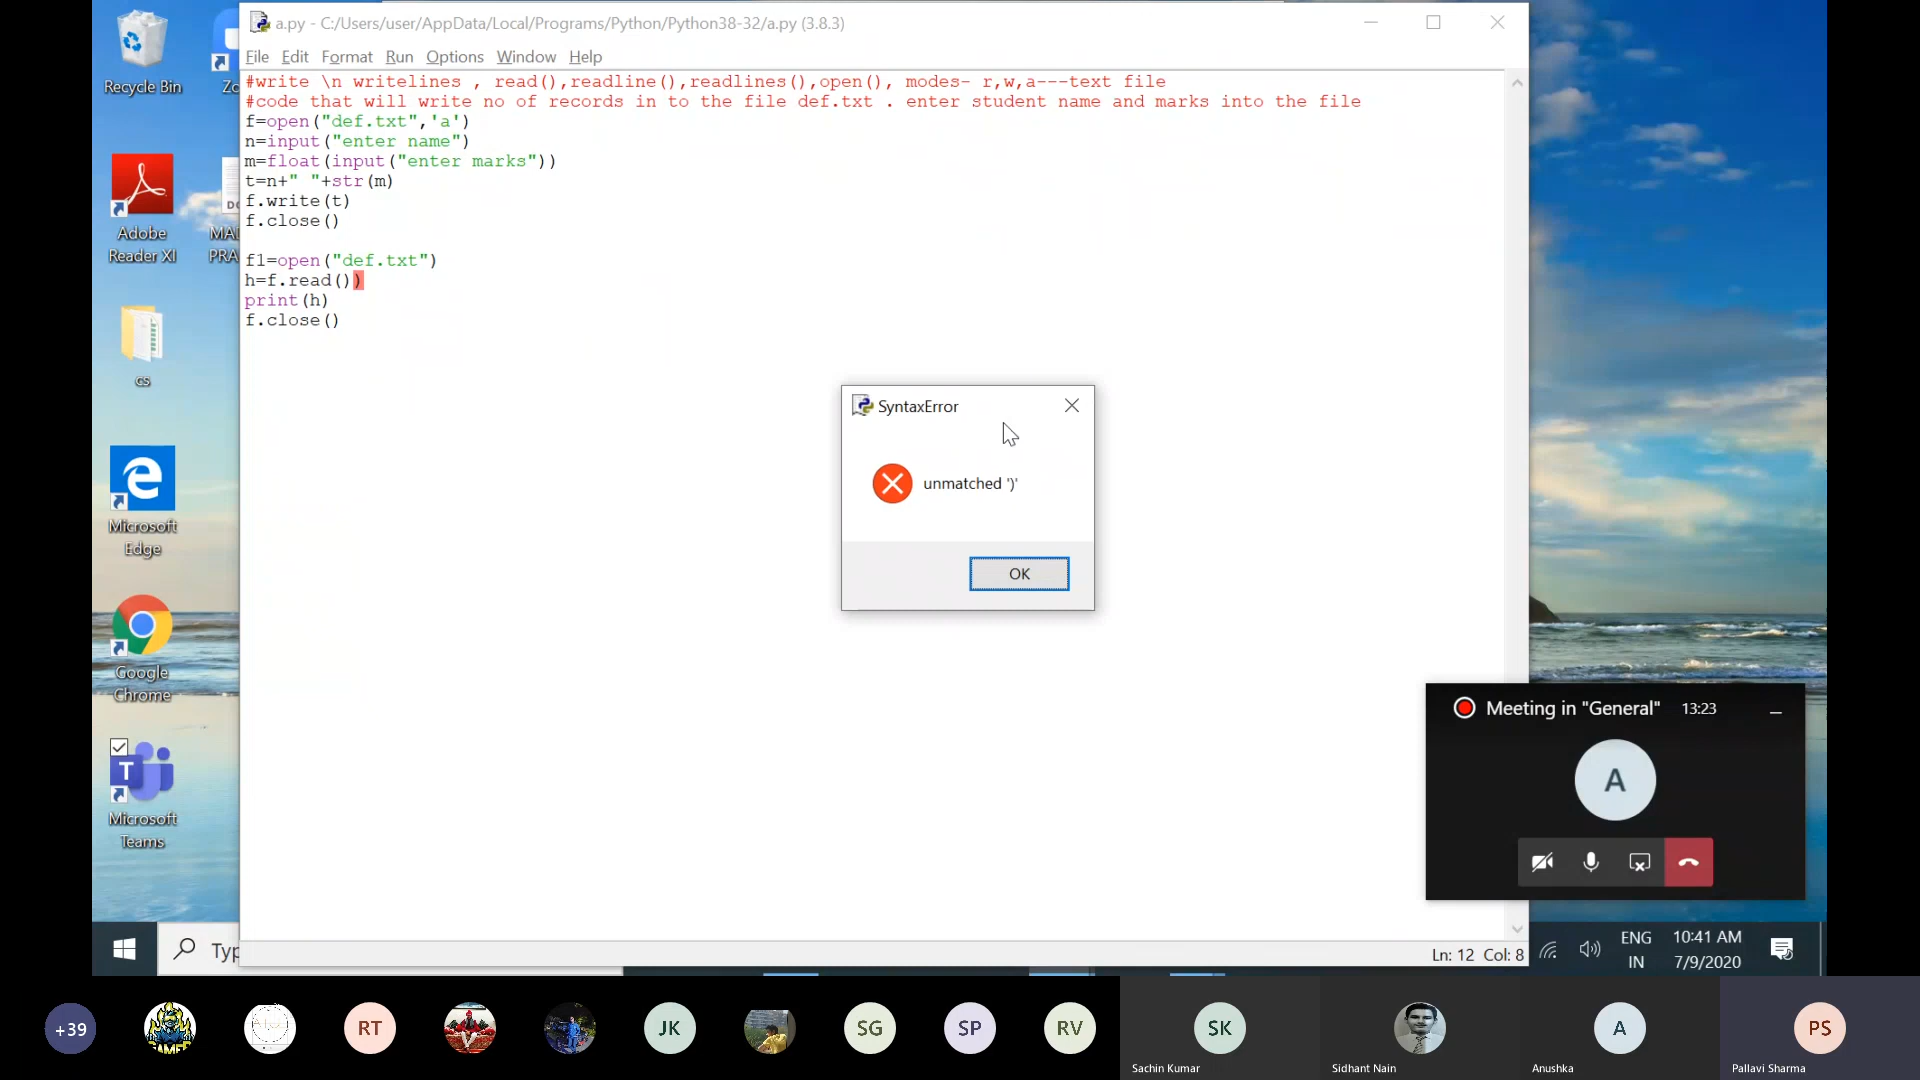 a.py - C:/Users/user/AppData/Local/Programs/Python/Python38-32/a.py (3.8.3)
File Edit Format Run Options Window Help
#write \n writelines , read(),readline(),readlines(),open(), modes- r,w,a---text file
#code that will write no of records in to the file def.txt . enter student name and marks into the file
f=open("def.txt",'a')
n=input("enter name")
m=float(input("enter marks"))
t=n+" "+str(m)
f.write(t)
f.close()
f1=open("def.txt")
h=f.read())
print(h)
f.close()
Ln: 12 Col: 8
SyntaxError
unmatched ')'
OK
Recycle Bin
Adobe
Reader XI
cs
Microsoft
Edge
Google
Chrome
T
Microsoft
Teams
Meeting in "General" 13:23
A
ENG
IN
10:41 AM
7/9/2020
+39
RT
JK
SG
SP
RV
SK
Sachin Kumar
Sidhant Nain
A
Anushka
PS
Pallavi Sharma